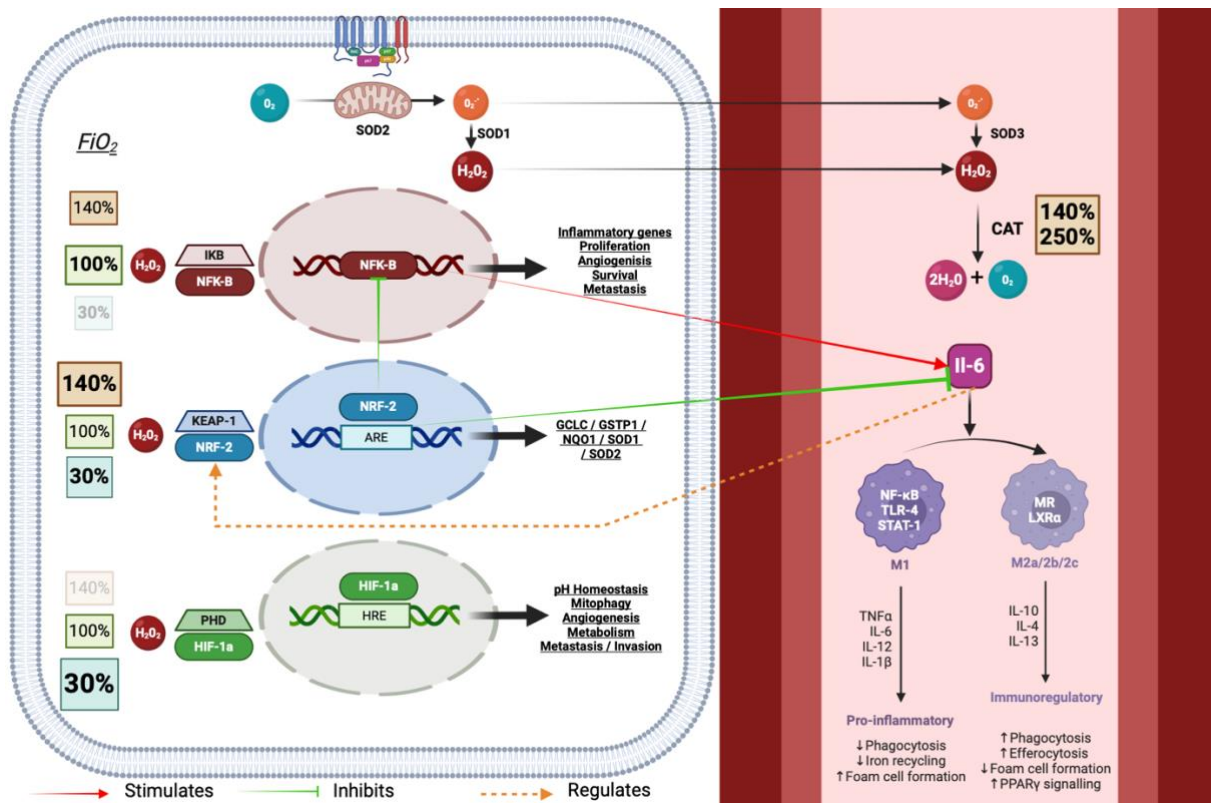 O₂
SOD2
O₂·-
SOD1
H₂O₂
O₂·-
SOD3
H₂O₂
CAT
140%
250%
2H₂0
+
O₂
FiO₂
140%
100%
30%
H₂O₂
IKB
NFK-B
NFK-B
Inflammatory genes
Proliferation
Angiogenisis
Survival
Metastasis
Il-6
140%
100%
30%
H₂O₂
KEAP-1
NRF-2
NRF-2
ARE
GCLC / GSTP1 /
NQO1 / SOD1
/ SOD2
140%
100%
30%
H₂O₂
PHD
HIF-1a
HIF-1a
HRE
pH Homeostasis
Mitophagy
Angiogenesis
Metabolism
Metastasis / Invasion
NF-κB
TLR-4
STAT-1
M1
TNFα
IL-6
IL-12
IL-1β
Pro-inflammatory
↓Phagocytosis
↓Iron recycling
↑Foam cell formation
MR
LXRα
M2a/2b/2c
IL-10
IL-4
IL-13
Immunoregulatory
↑Phagocytosis
↑Efferocytosis
↓Foam cell formation
↑PPARγ signalling
Stimulates
Inhibits
Regulates